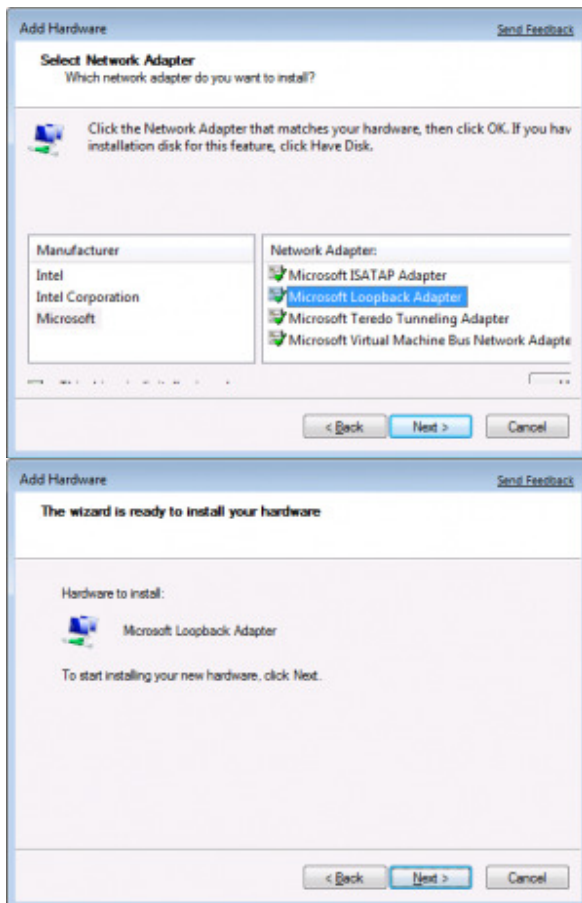 Add Hardware
Send Feedback
Select Network Adapter
Which network adapter do you want to install?
Click the Network Adapter that matches your hardware, then click OK. If you hav
installation disk for this feature, click Have Disk.
Manufacturer
Intel
Intel Corporation
Microsoft
Network Adapter:
Microsoft ISATAP Adapter
Microsoft Loopback Adapter
Microsoft Teredo Tunneling Adapter
Microsoft Virtual Machine Bus Network Adapte
< Back
Next >
Cancel
Add Hardware
Send Feedback
The wizard is ready to install your hardware
Hardware to install:
Microsoft Loopback Adapter
To start installing your new hardware, click Next.
< Back
Next >
Cancel